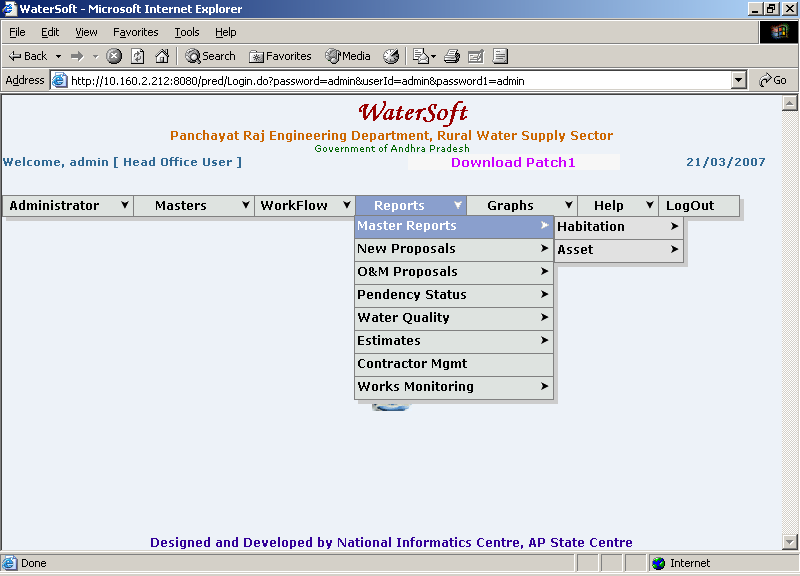 WaterSoft - Microsoft Internet Explorer
File Edit View Favorites Tools Help
Back Search Favorites Media
Address http://10.160.2.212:8080/pred/Login.do?password=admin&userId=admin&password1=admin Go
WaterSoft
Panchayat Raj Engineering Department, Rural Water Supply Sector
Government of Andhra Pradesh
Welcome, admin [ Head Office User ] Download Patch1 21/03/2007
Administrator Masters WorkFlow Reports Graphs Help LogOut
Master Reports Habitation
New Proposals Asset
O&M Proposals
Pendency Status
Water Quality
Estimates
Contractor Mgmt
Works Monitoring
Designed and Developed by National Informatics Centre, AP State Centre
Done Internet